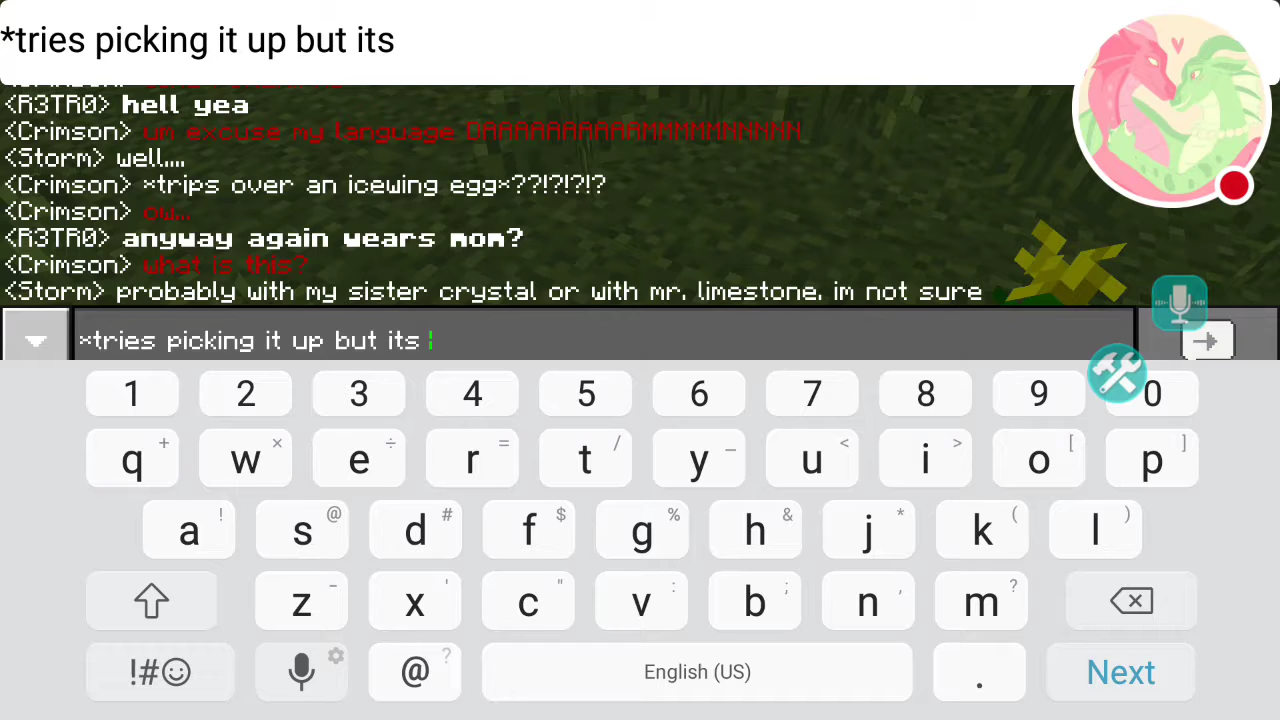 *tries picking it up but its
<R3TR0> hell yea
<Crimson> um excuse my language DAAAAAAAAAAAMMMMMNNNNN
<Storm> well....
<Crimson> *trips over an icewing egg*??!?!?!?
<Crimson> ow...
<R3TR0> anyway again wears mom?
<Crimson> what is this?
<Storm> probably with my sister crystal or with mr. limestone. im not sure
*tries picking it up but its
1 2 3 4 5 6 7 8 9 0
q + w × e ÷ r = t / y _ u < i > o [ p ]
a ! s @ d # f $ g % h & j * k ( l )
z - x ' c " v : b ; n , m ?
!#☺ @ ? English (US) . Next